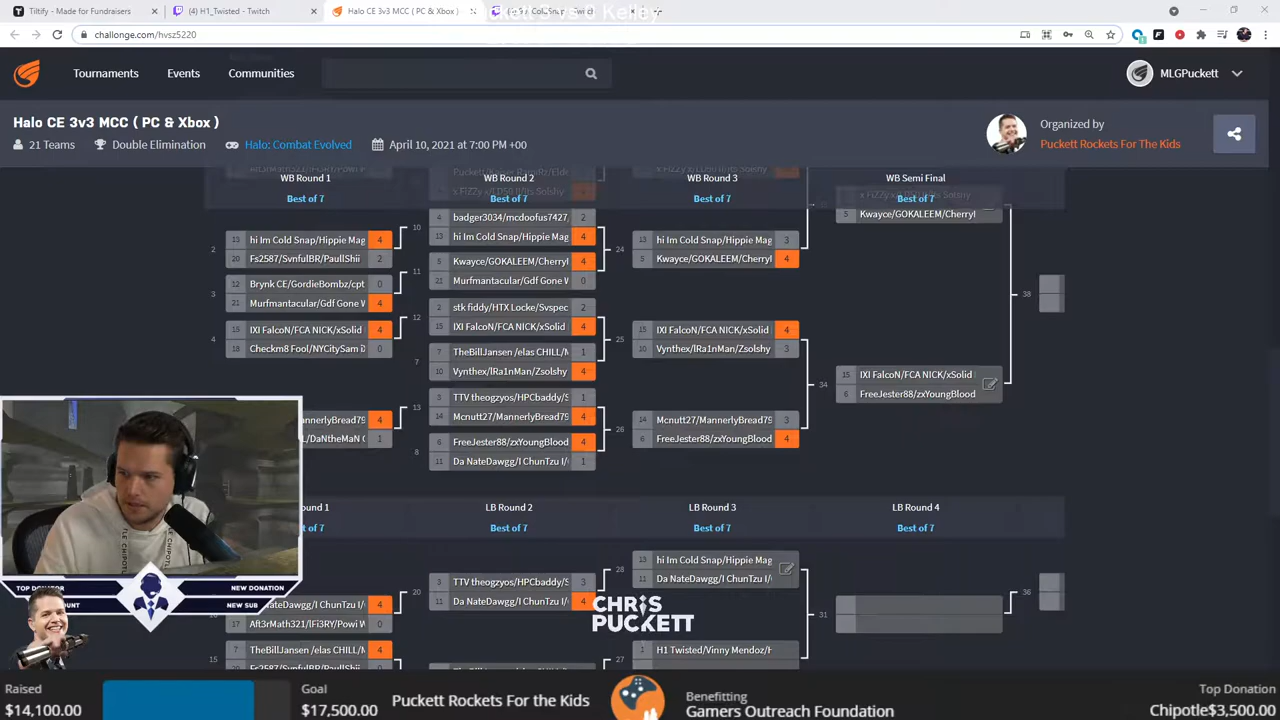 Tiltify - Made for Fundraisers
(4) H1_Twisted - Twitch
Halo CE 3v3 MCC ( PC & Xbox )
challonge.com/hvsz5220
Tournaments
Events
Communities
MLGPuckett
Halo CE 3v3 MCC ( PC & Xbox )
21 Teams
Double Elimination
Halo: Combat Evolved
April 10, 2021 at 7:00 PM +00
Organized by
Puckett Rockets For The Kids
WB Round 1
Best of 7
WB Round 2
Best of 7
WB Round 3
Best of 7
WB Semi Final
Best of 7
2
13 hi Im Cold Snap/Hippie Mag 4
20 Fs2587/SvnfulBR/PaullShii 2
3
12 Brynk CE/GordieBombz/cpt 0
21 Murfmantacular/Gdf Gone W 4
4
15 IXI FalcoN/FCA NICK/xSolid 4
18 Checkm8 Fool/NYCitySam 0
/MannerlyBread79 4
L/DaNtheMaN 1
10
4 badger3034/mcdoofus7427, 2
13 hi Im Cold Snap/Hippie Mag 4
11
5 Kwayce/GOKALEEM/CherryI 4
21 Murfmantacular/Gdf Gone W 0
12
2 stk fiddy/HTX Locke/Svspec 2
15 IXI FalcoN/FCA NICK/xSolid 4
7
7 TheBillJansen /elas CHILL/N 1
10 Vynthex/lRa1nMan/Zsolshy 4
13
3 TTV theogzyos/HPCbaddy/S 1
14 Mcnutt27/MannerlyBread79 4
8
6 FreeJester88/zxYoungBlood 4
11 Da NateDawgg/I ChunTzu I/ 1
24
13 hi Im Cold Snap/Hippie Mag 3
5 Kwayce/GOKALEEM/CherryI 4
25
15 IXI FalcoN/FCA NICK/xSolid 4
10 Vynthex/lRa1nMan/Zsolshy 3
26
14 Mcnutt27/MannerlyBread79 3
6 FreeJester88/zxYoungBlood 4
5 Kwayce/GOKALEEM/CherryI
34
15 IXI FalcoN/FCA NICK/xSolid
6 FreeJester88/zxYoungBlood
38
ound 1
t of 7
LB Round 2
Best of 7
LB Round 3
Best of 7
LB Round 4
Best of 7
NateDawgg/I ChunTzu I/ 4
Aft3rMath321/lFi3RY/Powi W 0
15
7 TheBillJansen /elas CHILL/N 4
Fs2587/SvnfulBR/PaullShii
20
TTV theogzyos/HPCbaddy/S 3
Da NateDawgg/I ChunTzu I/ 4
28
13 hi Im Cold Snap/Hippie Mag
11 Da NateDawgg/I ChunTzu I/
27
1 H1 Twisted/Vinny Mendoz/H
31
36
TOP DONATOR
NEW DONATION
NEW SUB
CHRIS
PUCKETT
Raised
$14,100.00
Goal
$17,500.00
Puckett Rockets For the Kids
Benefitting
Gamers Outreach Foundation
Top Donation
Chipotle$3,500.00